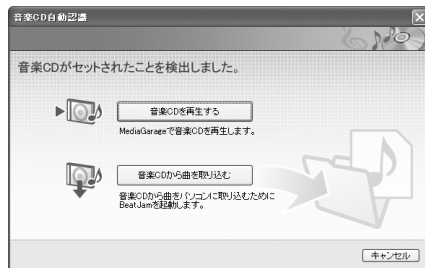 音楽CD自動認識
音楽CDがセットされたことを検出しました。
音楽CDを再生する
MediaGarageで音楽CDを再生します。
音楽CDから曲を取り込む
音楽CDから曲をパソコンに取り込むために
BeatJamを起動します。
キャンセル